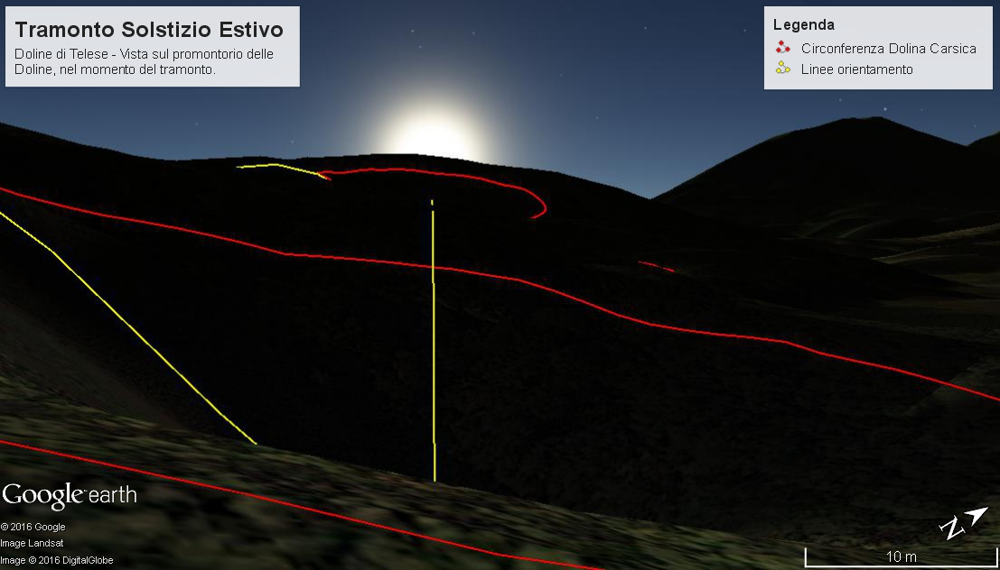 Tramonto Solstizio Estivo
Doline di Telese - Vista sul promontorio delle
Doline, nel momento del tramonto.
Legenda
Circonferenza Dolina Carsica
Linee orientamento
Google earth
© 2016 Google
Image Landsat
Image © 2016 DigitalGlobe
N
10 m